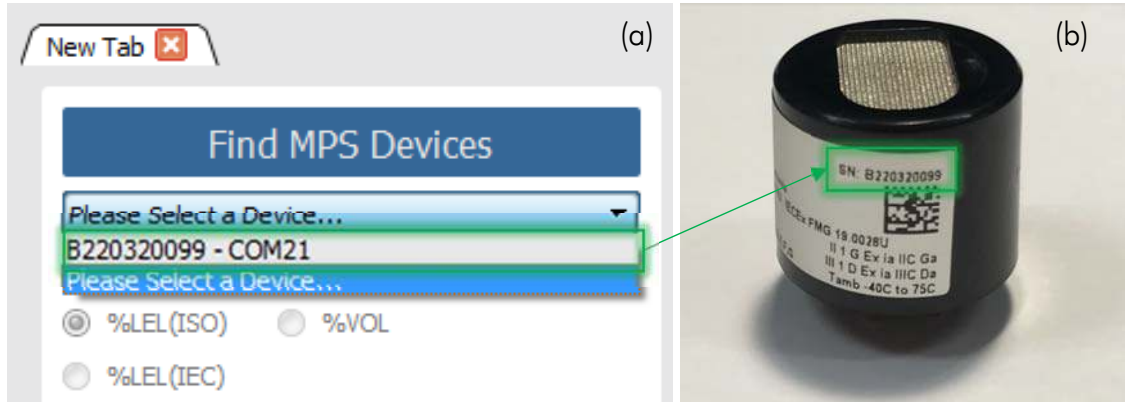 New Tab
(a)
Find MPS Devices
Please Select a Device...
B220320099 - COM21
Please Select a Device...
%LEL(ISO)
%VOL
%LEL(IEC)
(b)
SN: B220320099
IECEx FMG 19.0028U
II 1 G Ex ia IIC Ga
III 1 D Ex ia IIIC Da
Tamb -40C to 75C